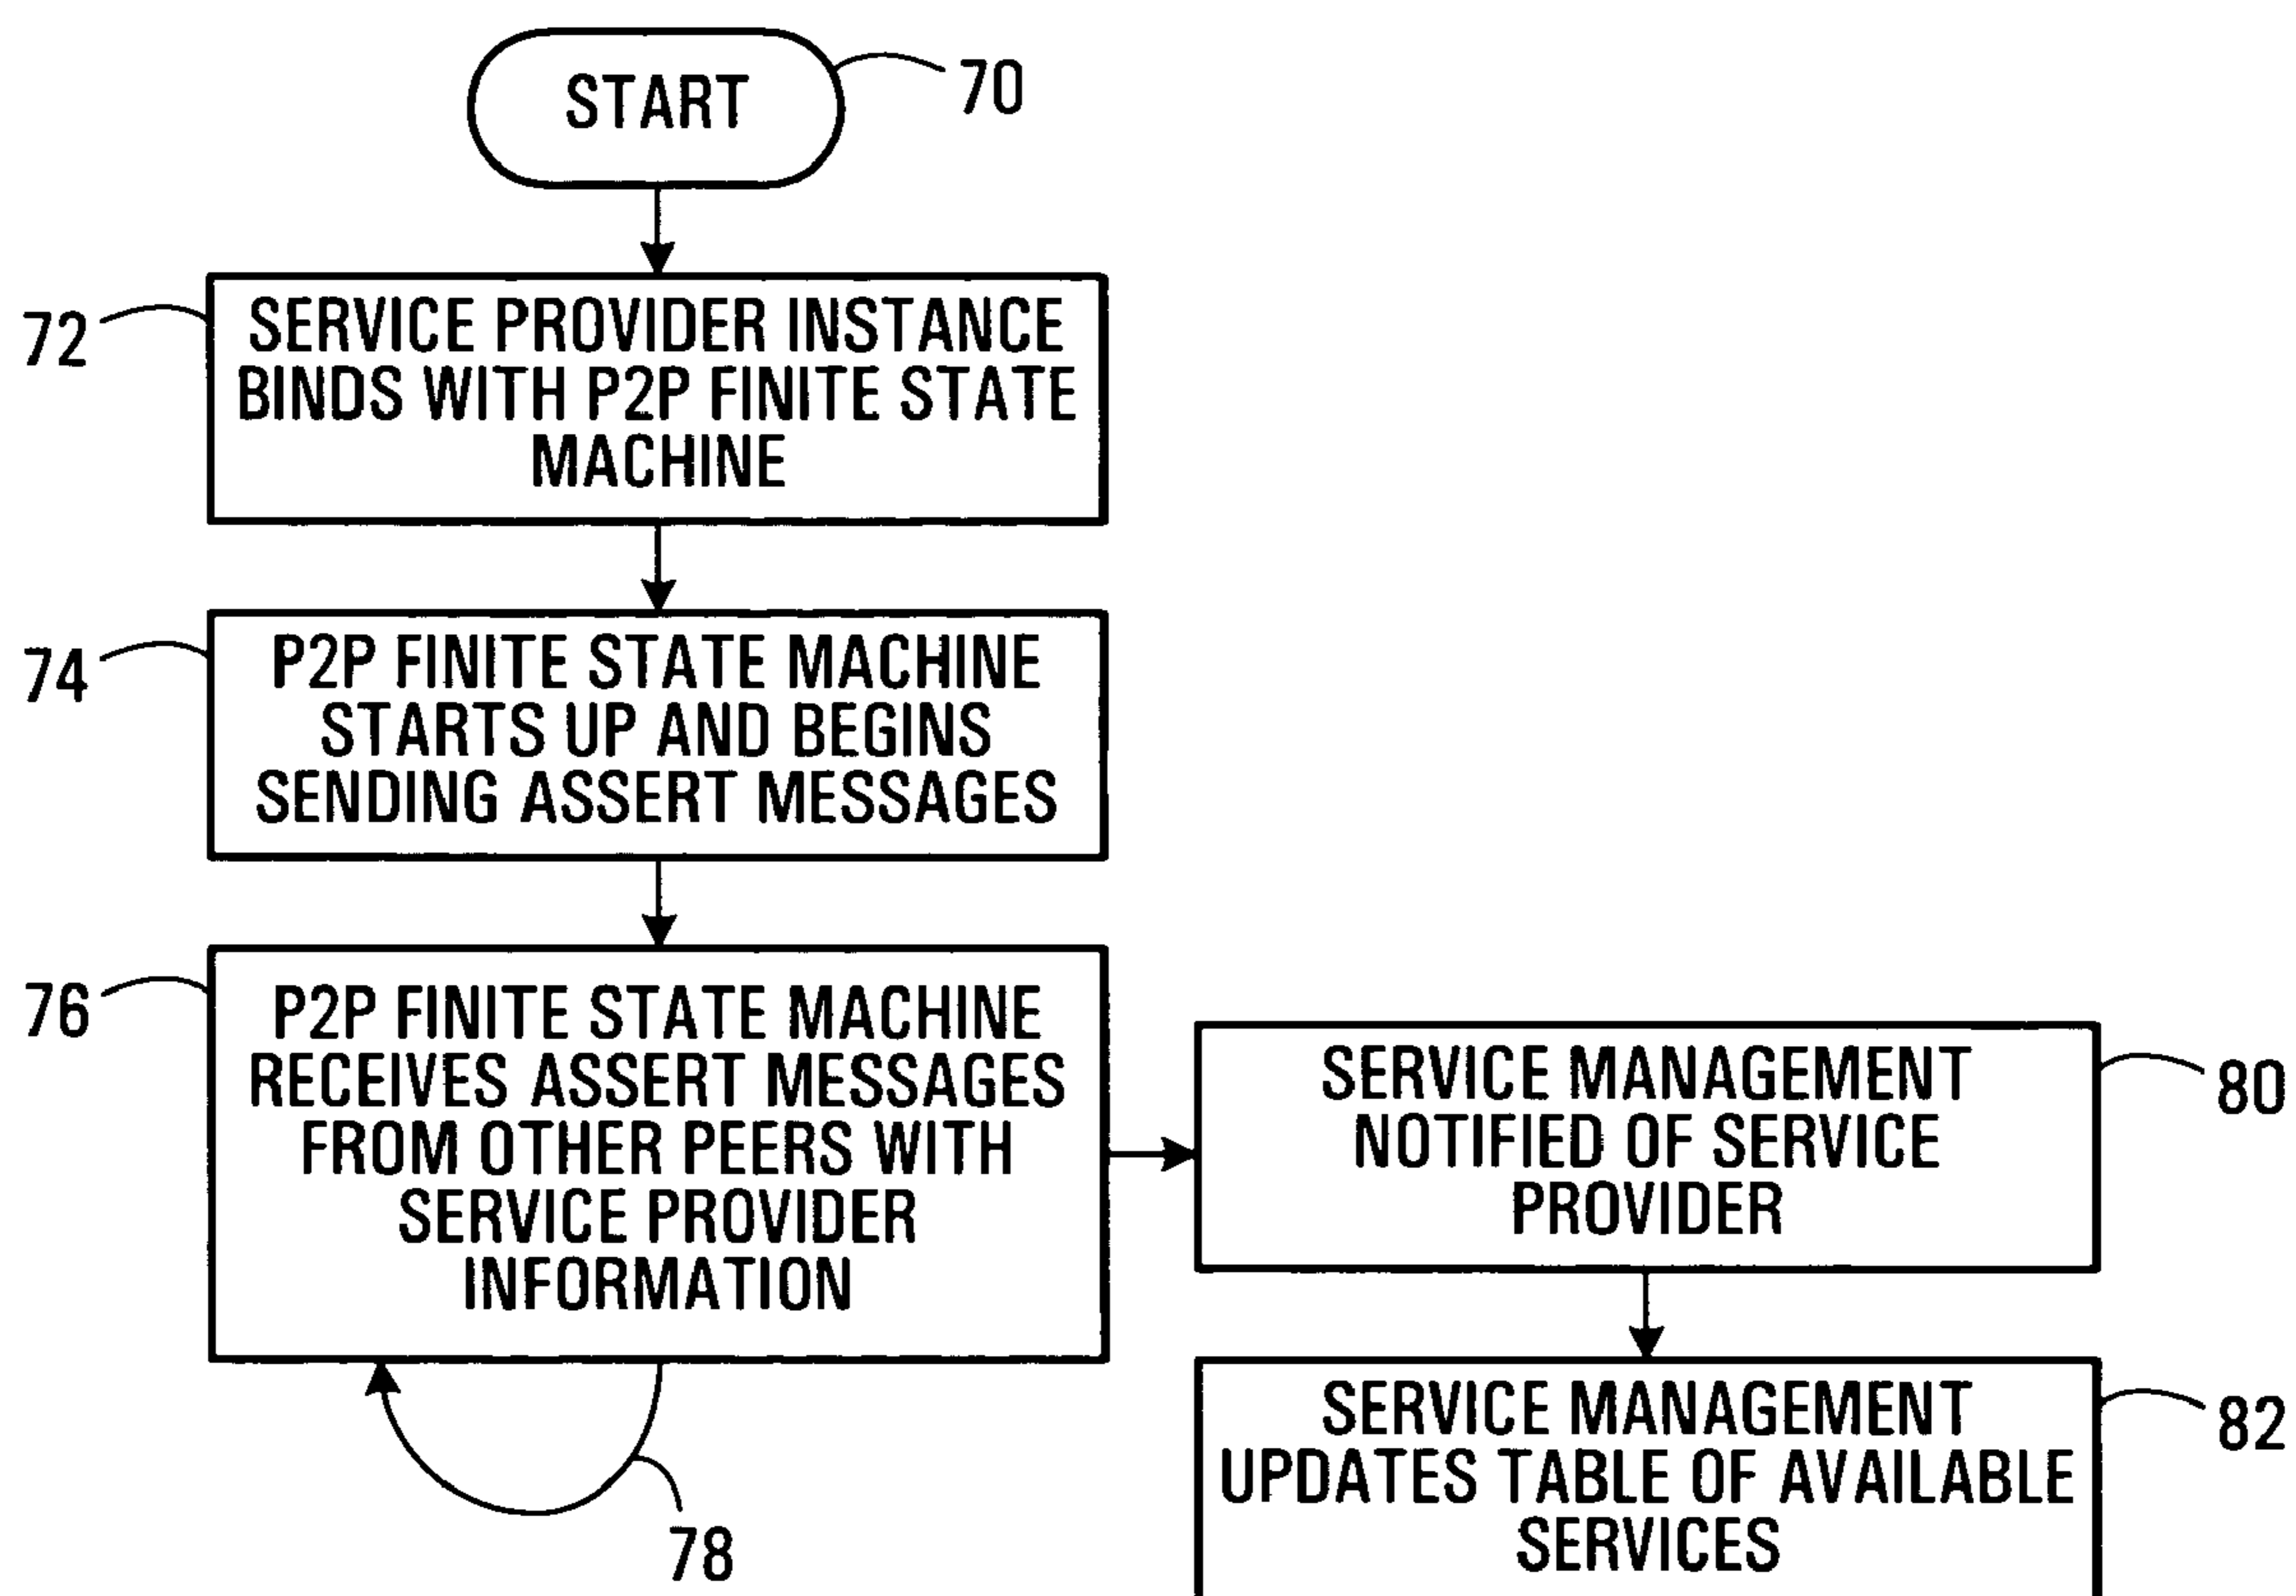 START
70
72
SERVICE PROVIDER INSTANCE
BINDS WITH P2P FINITE STATE
MACHINE
74
P2P FINITE STATE MACHINE
STARTS UP AND BEGINS
SENDING ASSERT MESSAGES
76
P2P FINITE STATE MACHINE
RECEIVES ASSERT MESSAGES
FROM OTHER PEERS WITH
SERVICE PROVIDER
INFORMATION
78
SERVICE MANAGEMENT
NOTIFIED OF SERVICE
PROVIDER
80
SERVICE MANAGEMENT
UPDATES TABLE OF AVAILABLE
SERVICES
82